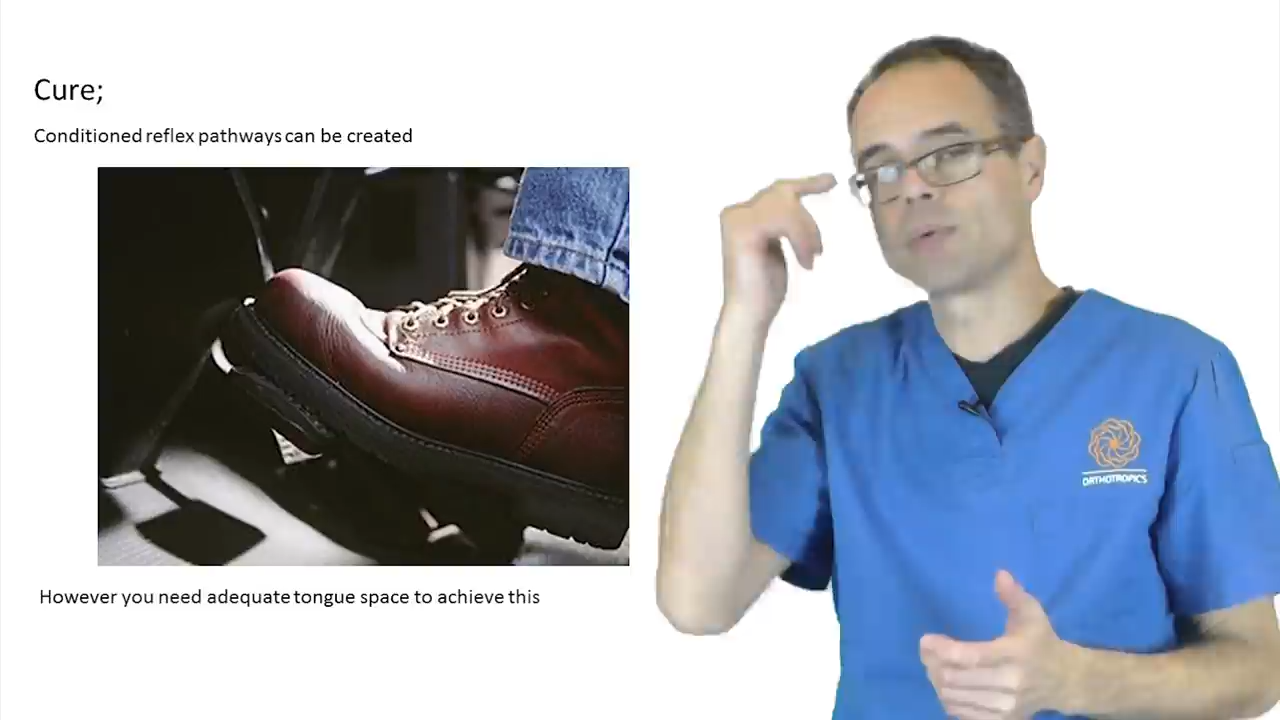 Cure;
Conditioned reflex pathways can be created
However you need adequate tongue space to achieve this
ORTHOTROPICS